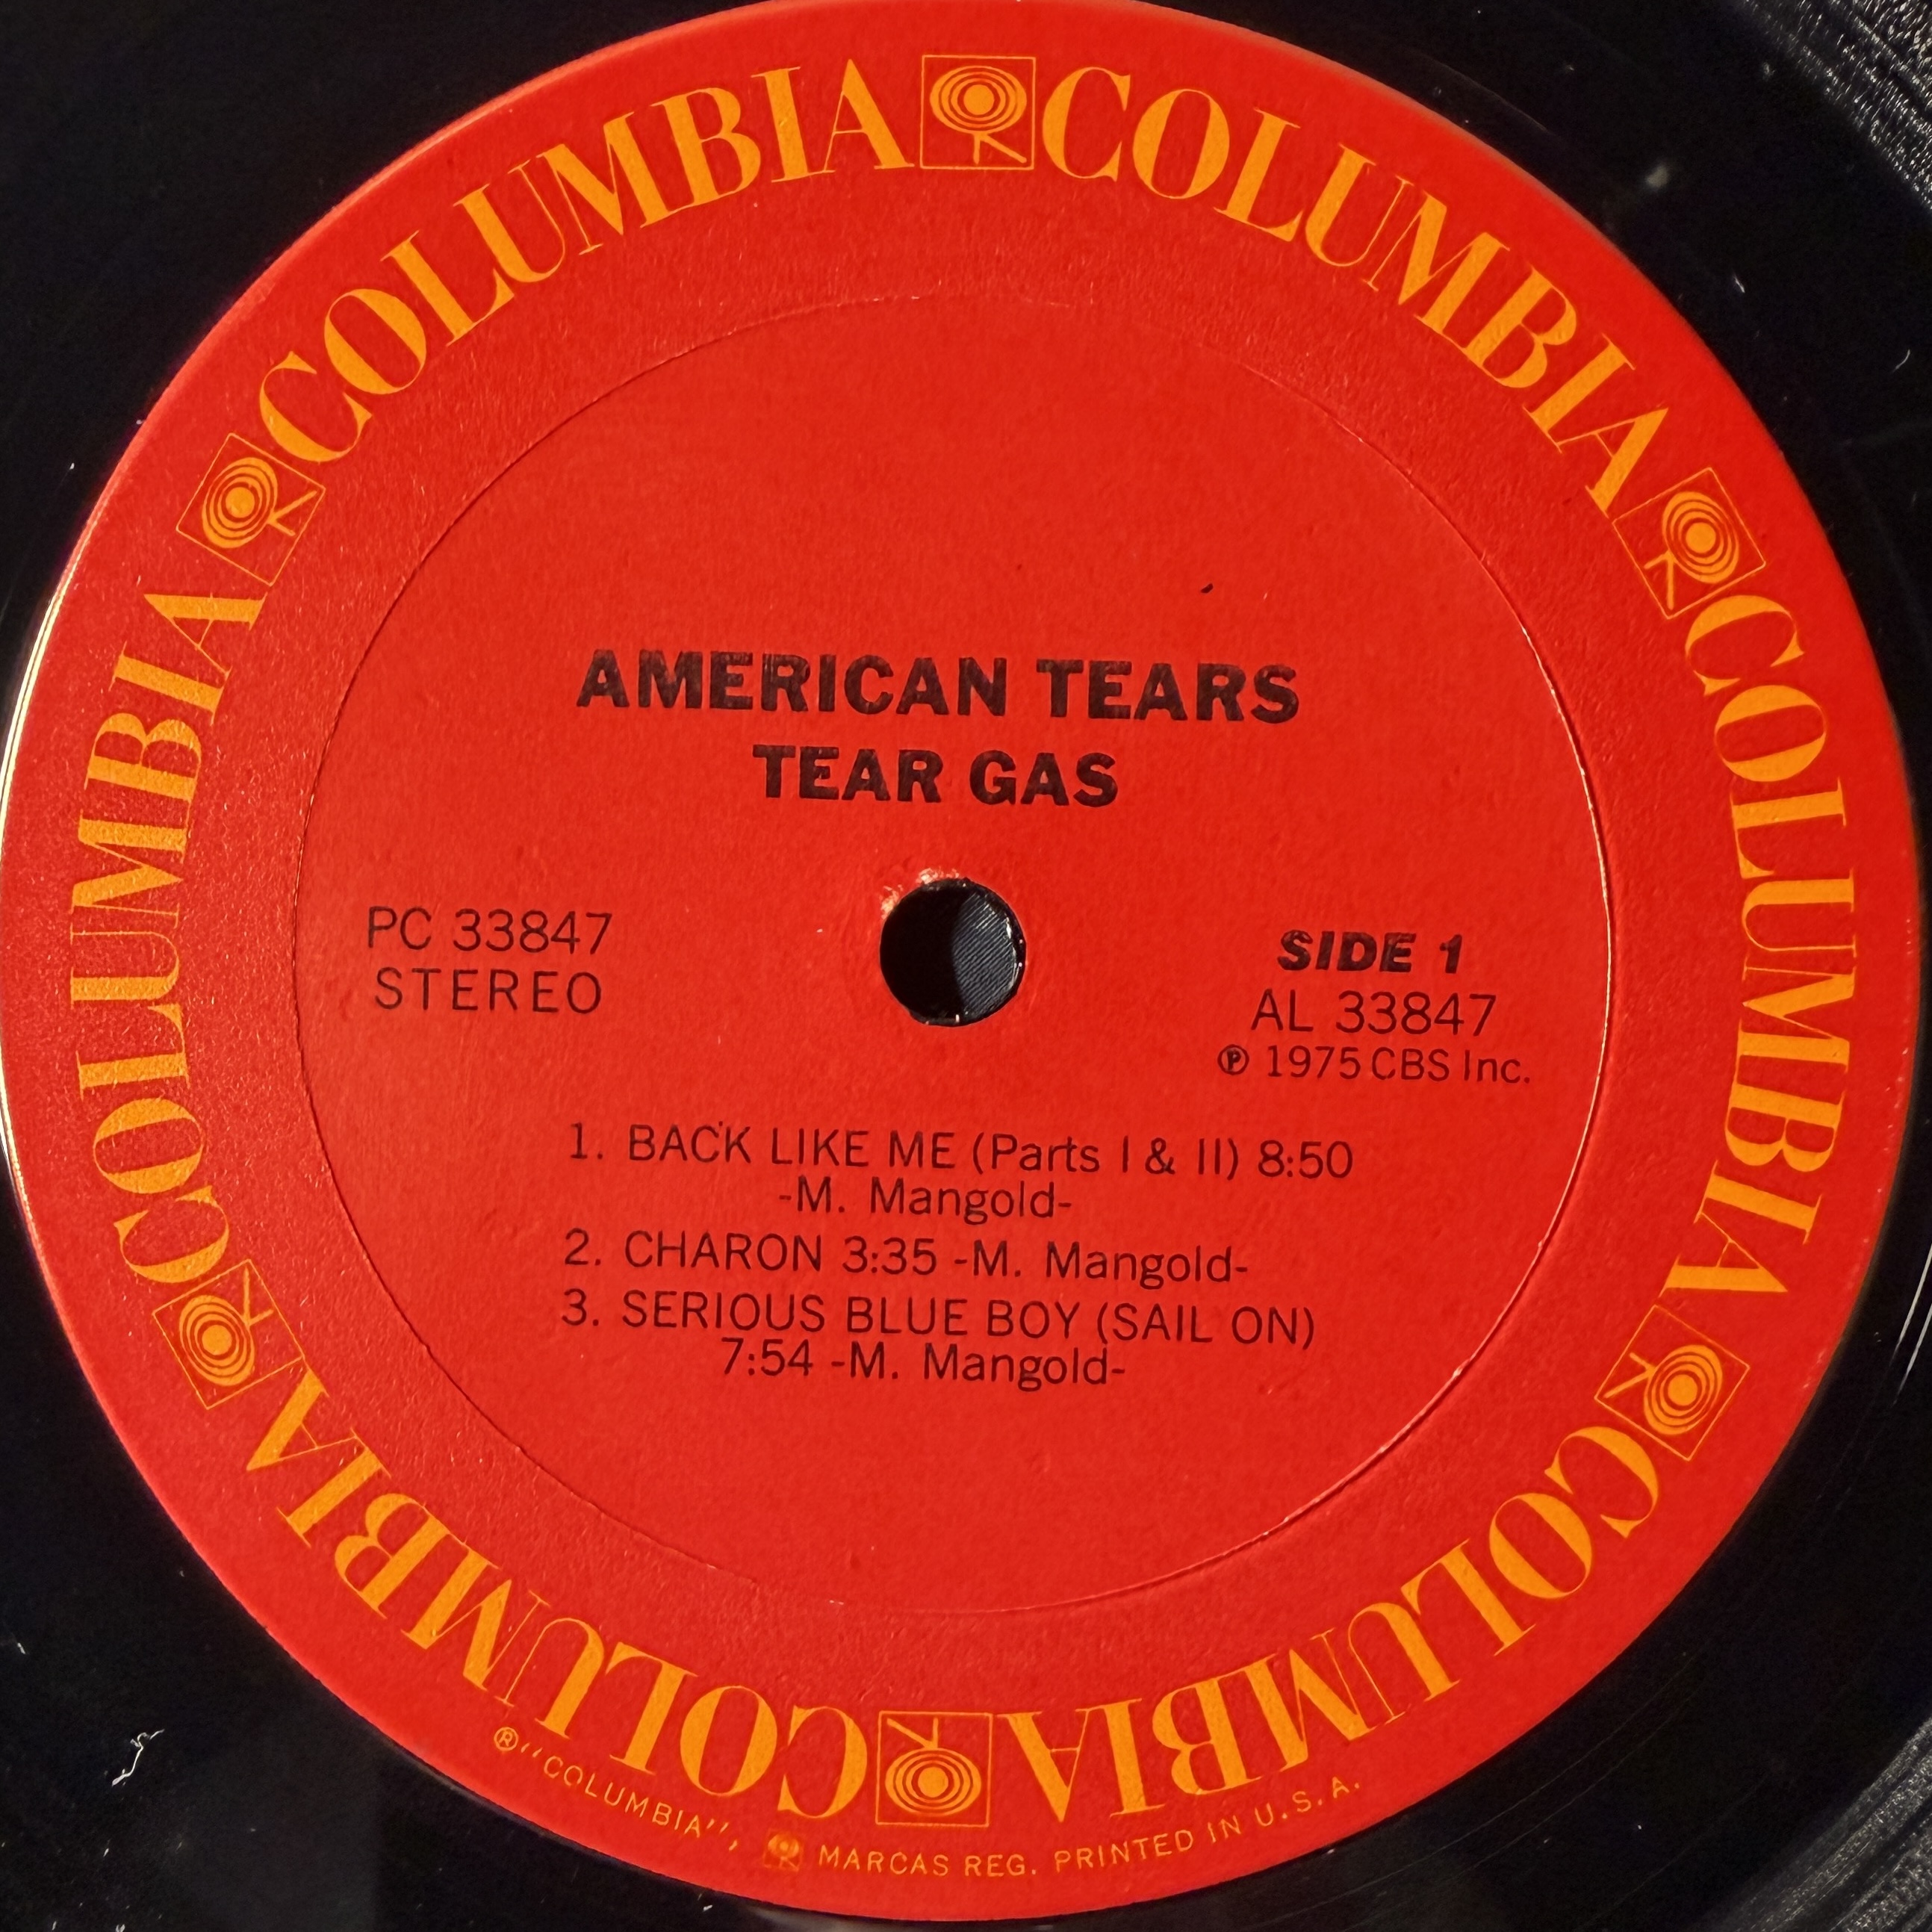 COLUMBIA COLUMBIA COLUMBIA COLUMBIA COLUMBIA COLUMBIA
AMERICAN TEARS
TEAR GAS
PC 33847
STEREO
SIDE 1
AL 33847
℗ 1975 CBS Inc.
1. BACK LIKE ME (Parts I & II) 8:50
-M. Mangold-
2. CHARON 3:35 -M. Mangold-
3. SERIOUS BLUE BOY (SAIL ON)
7:54 -M. Mangold-
® "COLUMBIA", MARCAS REG. PRINTED IN U.S.A.